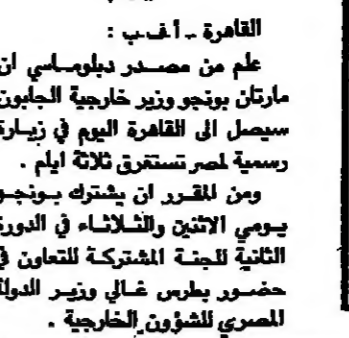 القاهرة - أ ف ب :
علم من مصدر دبلوماسي ان
مارتان بونجو وزير خارجية الجابون
سيصل الى القاهرة اليوم في زيارة
رسمية لمصر تستغرق ثلاثة ايام .
ومن المقرر ان يشترك بونجو
يومي الاثنين والثلاثاء في الدورة
الثانية للجنة المشتركة للتعاون في
حضور بطرس غالي وزير الدولة
المصري للشؤون الخارجية .